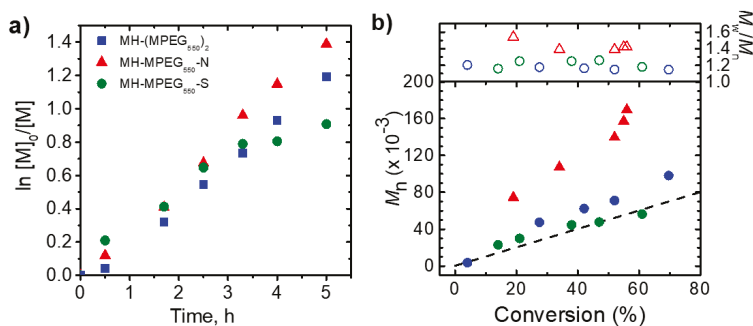 a)
MH-(MPEG₅₅₀)₂
MH-MPEG₅₅₀-N
MH-MPEG₅₅₀-S
ln [M]₀/[M]
1.4
1.2
1.0
0.8
0.6
0.4
0.2
0.0
0 1 2 3 4 5
Time, h
b)
1.6
1.4
1.2
1.0
Mw/Mn
200
160
120
80
40
0
Mn (x 10⁻³)
0 20 40 60 80
Conversion (%)